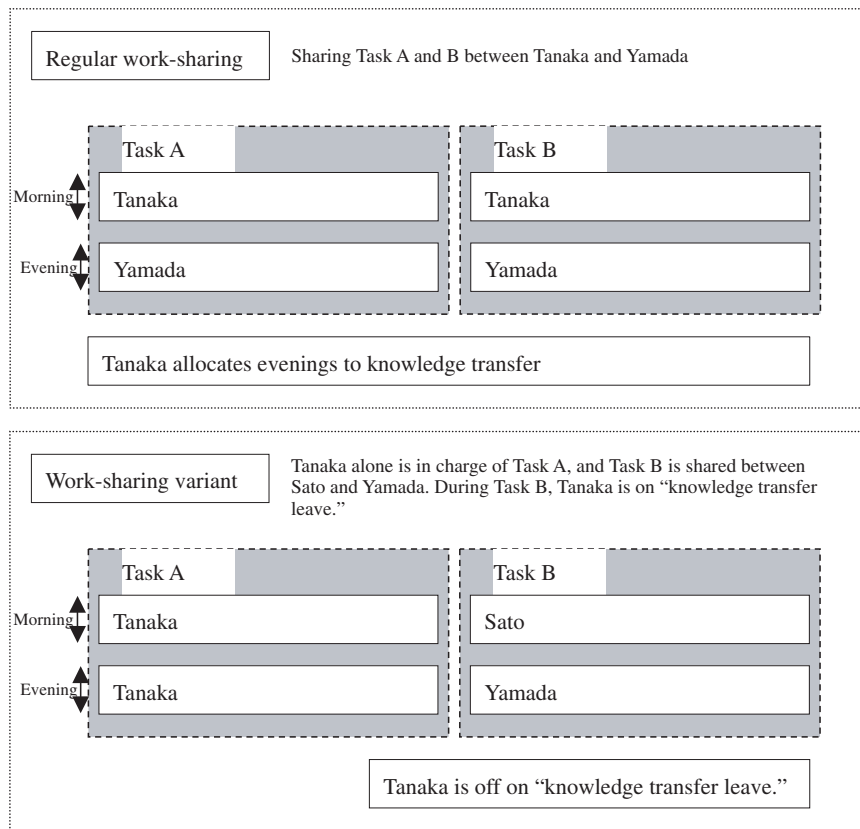 Regular work-sharing
Sharing Task A and B between Tanaka and Yamada
Task A
Task B
Morning
Tanaka
Tanaka
Evening
Yamada
Yamada
Tanaka allocates evenings to knowledge transfer
Work-sharing variant
Tanaka alone is in charge of Task A, and Task B is shared between
Sato and Yamada. During Task B, Tanaka is on “knowledge transfer
leave.”
Task A
Task B
Morning
Tanaka
Sato
Evening
Tanaka
Yamada
Tanaka is off on “knowledge transfer leave.”